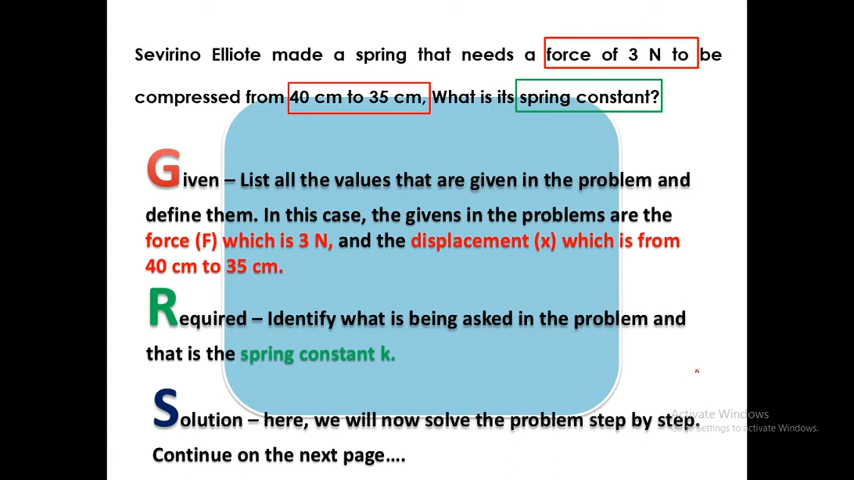 Sevirino Elliote made a spring that needs a force of 3 N to be
compressed from 40 cm to 35 cm, What is its spring constant?
Given – List all the values that are given in the problem and
define them. In this case, the givens in the problems are the
force (F) which is 3 N, and the displacement (x) which is from
40 cm to 35 cm.
Required – Identify what is being asked in the problem and
that is the spring constant k.
Solution – here, we will now solve the problem step by step.
Continue on the next page....
Activate Windows
Go to Settings to activate Windows.